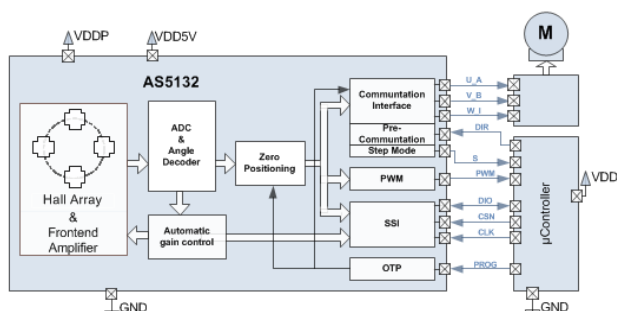 M
VDDP
VDD5V
AS5132
Hall Array
&
Frontend
Amplifier
ADC
&
Angle
Decoder
Automatic
gain control
Zero
Positioning
Communtation
Interface
Pre-
Communtation
Step Mode
PWM
SSI
OTP
U_A
V_B
W_I
DIR
S
PWM
DIO
CSN
CLK
PROG
µController
VDD
GND
GND